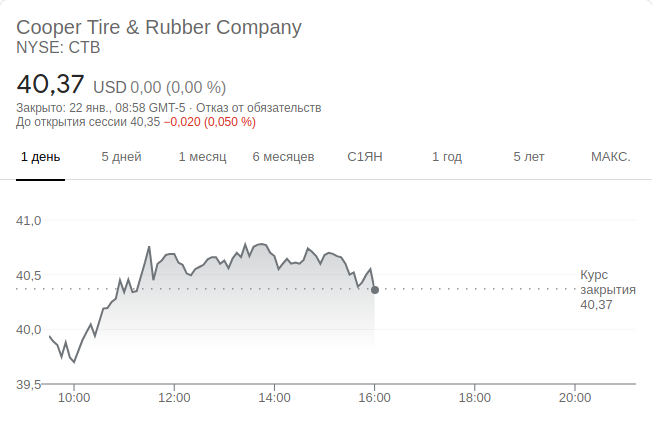 Cooper Tire & Rubber Company
NYSE: CTB
40,37 USD 0,00 (0,00 %)
Закрыто: 22 янв., 08:58 GMT-5 · Отказ от обязательств
До открытия сессии 40,35 −0,020 (0,050 %)
1 день 5 дней 1 месяц 6 месяцев С1ЯН 1 год 5 лет МАКС.
41,0
40,5
Курс
закрытия
40,37
40,0
39,5
10:00 12:00 14:00 16:00 18:00 20:00